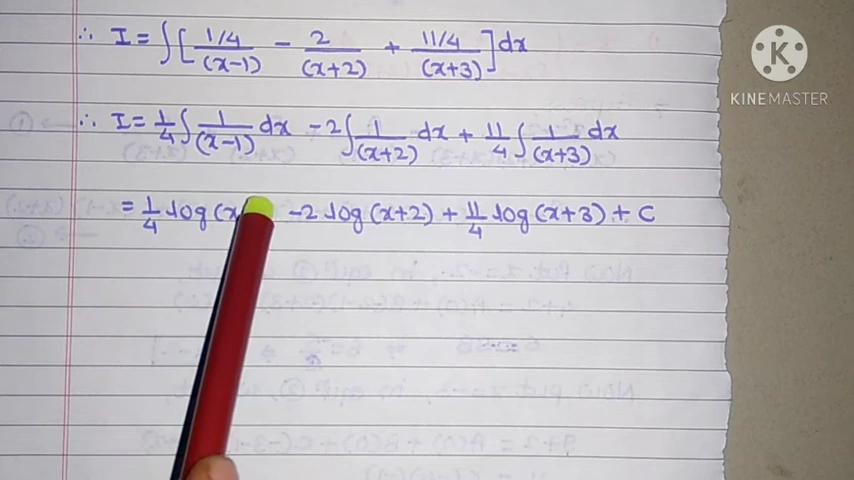 ∴ I = ∫ [ 1/4 / (x-1) - 2 / (x+2) + 11/4 / (x+3) ] dx
KINEMASTER
∴ I = 1/4 ∫ 1 / (x-1) dx - 2 ∫ 1 / (x+2) dx + 11/4 ∫ 1 / (x+3) dx
= 1/4 log(x - 2 log(x+2) + 11/4 log(x+3) + C